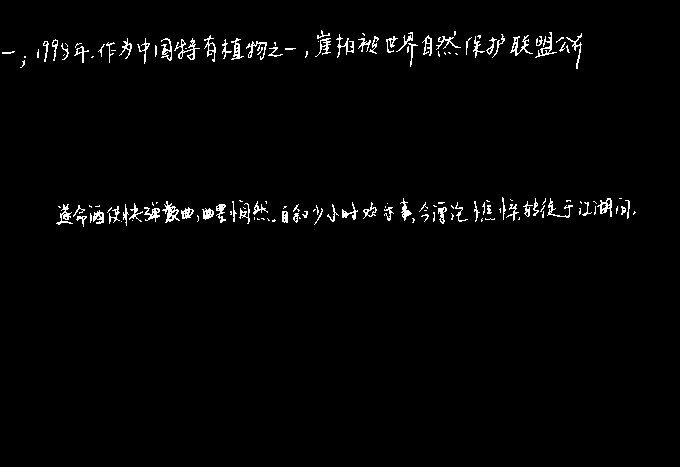 一；1998年.作为中国特有植物之一，崖柏被世界自然保护联盟公布
遂命酒使快弹数曲，曲罢悯然.自叙少小时欢乐事，今漂沦憔悴，转徙于江湖间，